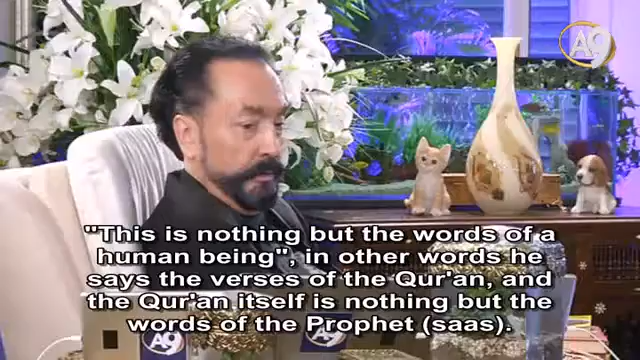 A9
"This is nothing but the words of a
human being", in other words he
says the verses of the Qur'an, and
the Qur'an itself is nothing but the
words of the Prophet (saas).
A9
A9